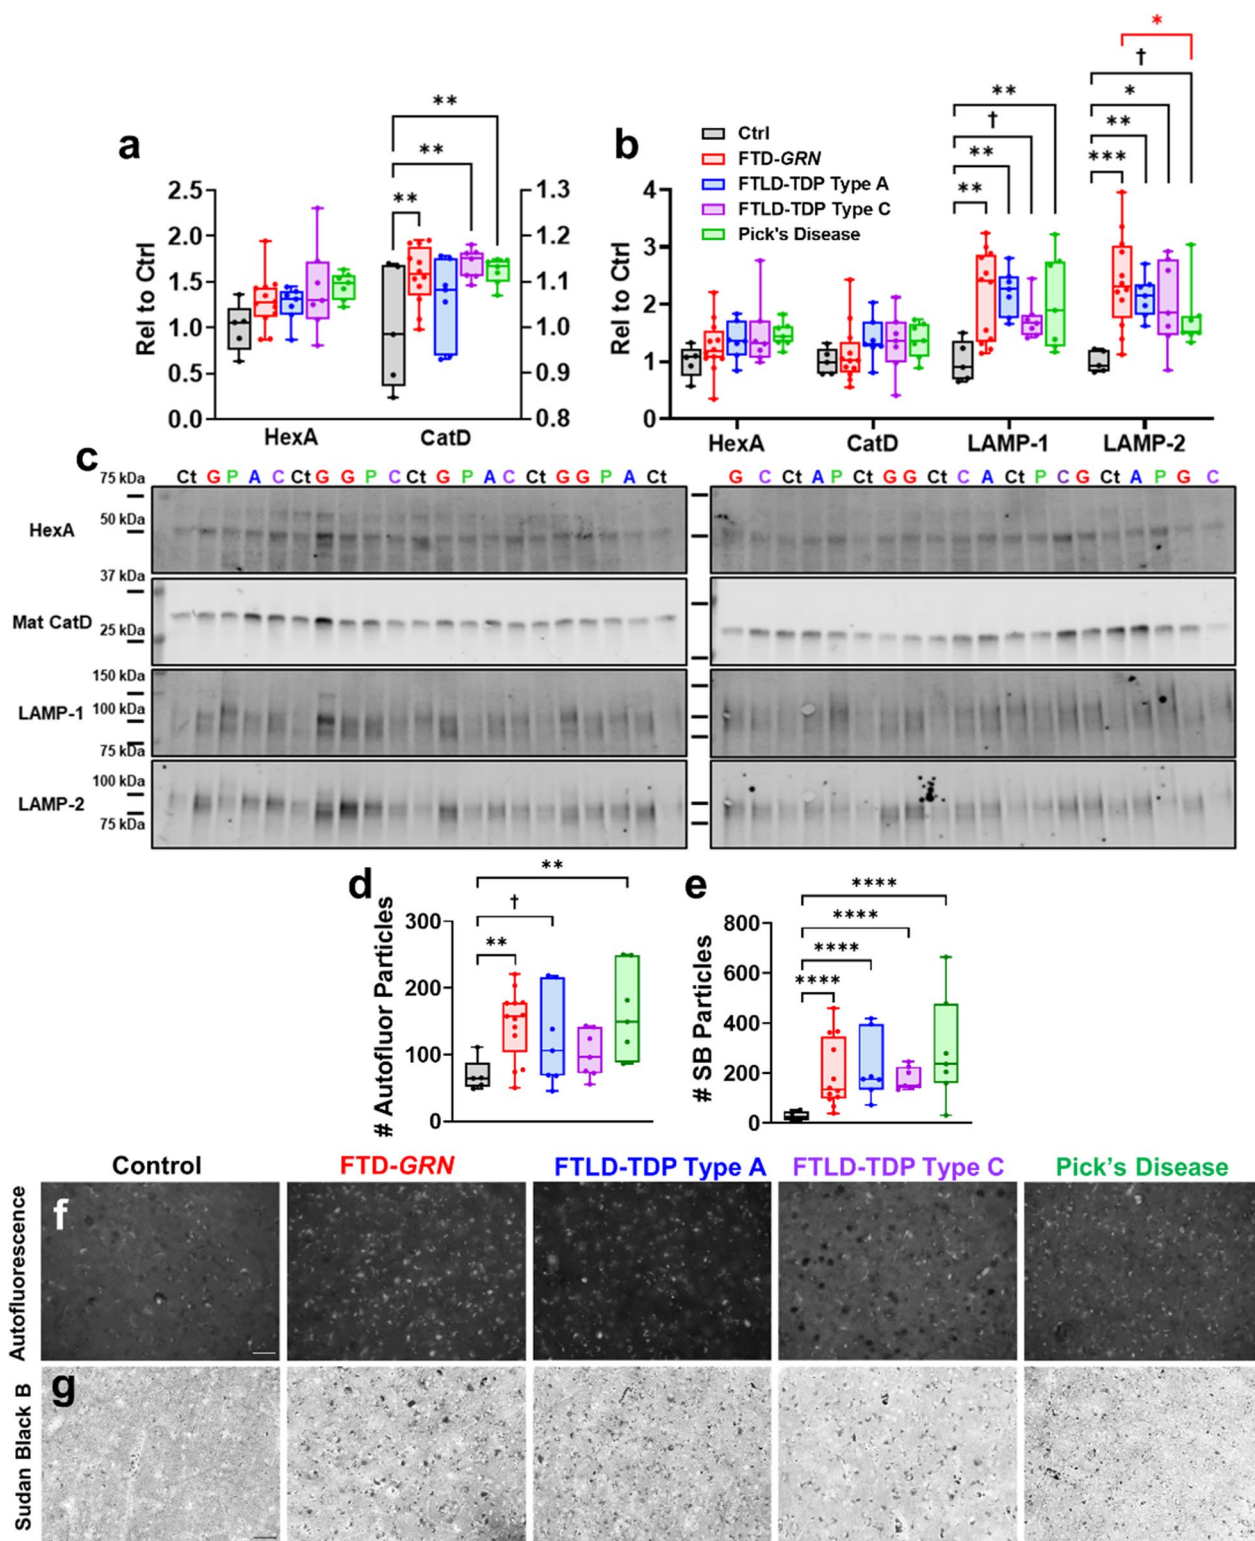 a
Rel to Ctrl
2.5
2.0
1.5
1.0
0.5
0.0
1.3
1.2
1.1
1.0
0.9
0.8
**
**
**
HexA CatD
b
Rel to Ctrl
4
3
2
1
0
Ctrl
FTD-GRN
FTLD-TDP Type A
FTLD-TDP Type C
Pick's Disease
**
†
**
**
*
†
*
**
***
HexA CatD LAMP-1 LAMP-2
c
75 kDa Ct G P A C Ct G G P C Ct G P A C Ct G G P A Ct G C Ct A P Ct G G Ct C A Ct P C G Ct A P G C
HexA
50 kDa
37 kDa
Mat CatD
25 kDa
150 kDa
LAMP-1
100 kDa
75 kDa
100 kDa
LAMP-2
75 kDa
d
# Autofluor Particles
300
200
100
0
**
†
**
e
# SB Particles
800
600
400
200
0
****
****
****
****
Control FTD-GRN FTLD-TDP Type A FTLD-TDP Type C Pick's Disease
Autofluorescence
f
Sudan Black B
g